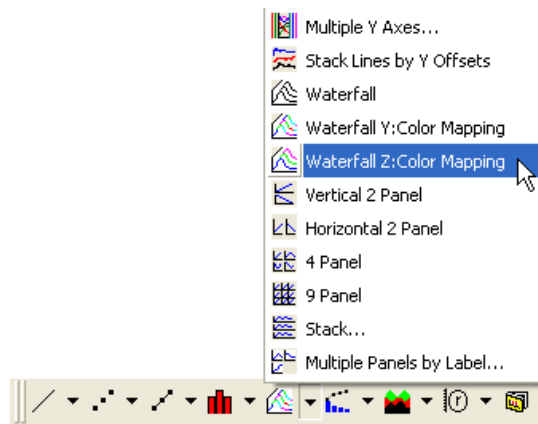 Multiple Y Axes...
Stack Lines by Y Offsets
Waterfall
Waterfall Y:Color Mapping
Waterfall Z:Color Mapping
Vertical 2 Panel
Horizontal 2 Panel
4 Panel
9 Panel
Stack...
Multiple Panels by Label...